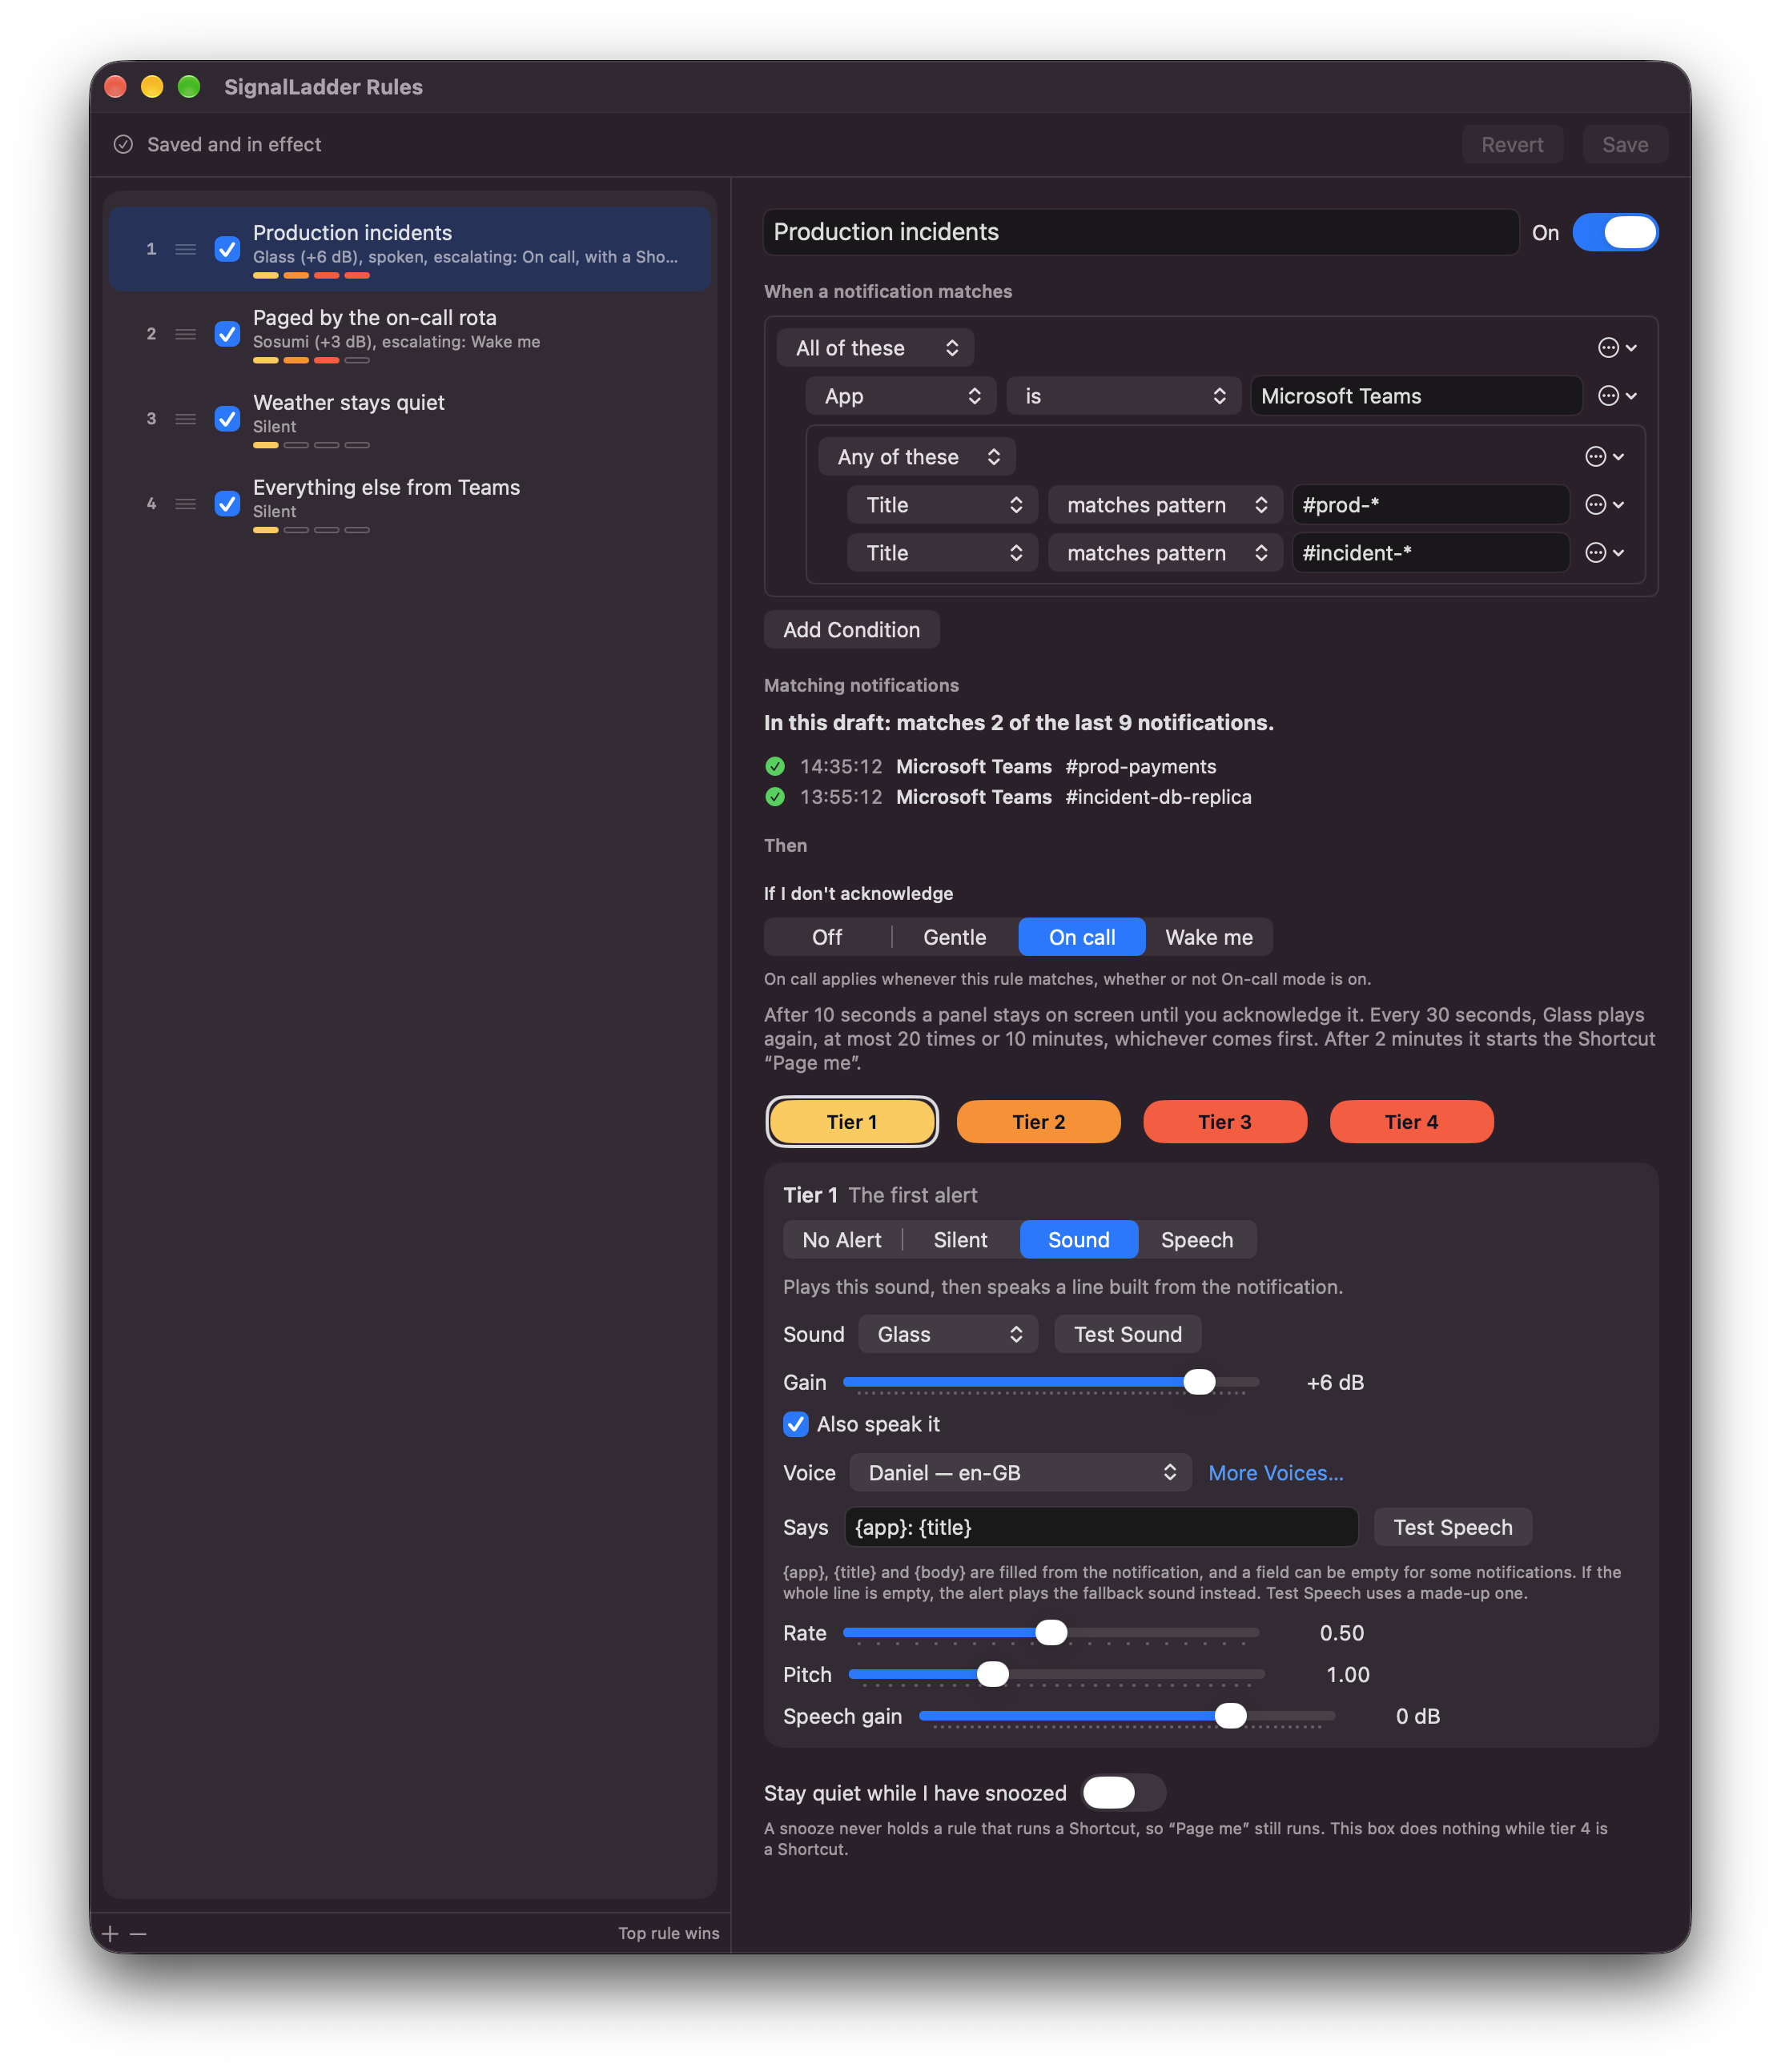 SignalLadder Rules
Saved and in effect
Revert
Save
1
Production incidents
Glass (+6 dB), spoken, escalating: On call, with a Sho...
2
Paged by the on-call rota
Sosumi (+3 dB), escalating: Wake me
3
Weather stays quiet
Silent
4
Everything else from Teams
Silent
Top rule wins
Production incidents
On
When a notification matches
All of these
App
is
Microsoft Teams
Any of these
Title
matches pattern
#prod-*
Title
matches pattern
#incident-*
Add Condition
Matching notifications
In this draft: matches 2 of the last 9 notifications.
14:35:12 Microsoft Teams #prod-payments
13:55:12 Microsoft Teams #incident-db-replica
Then
If I don't acknowledge
Off
Gentle
On call
Wake me
On call applies whenever this rule matches, whether or not On-call mode is on.
After 10 seconds a panel stays on screen until you acknowledge it. Every 30 seconds, Glass plays
again, at most 20 times or 10 minutes, whichever comes first. After 2 minutes it starts the Shortcut
“Page me”.
Tier 1
Tier 2
Tier 3
Tier 4
Tier 1 The first alert
No Alert
Silent
Sound
Speech
Plays this sound, then speaks a line built from the notification.
Sound
Glass
Test Sound
Gain
+6 dB
Also speak it
Voice
Daniel — en-GB
More Voices...
Says
{app}: {title}
Test Speech
{app}, {title} and {body} are filled from the notification, and a field can be empty for some notifications. If the
whole line is empty, the alert plays the fallback sound instead. Test Speech uses a made-up one.
Rate
0.50
Pitch
1.00
Speech gain
0 dB
Stay quiet while I have snoozed
A snooze never holds a rule that runs a Shortcut, so “Page me” still runs. This box does nothing while tier 4 is
a Shortcut.